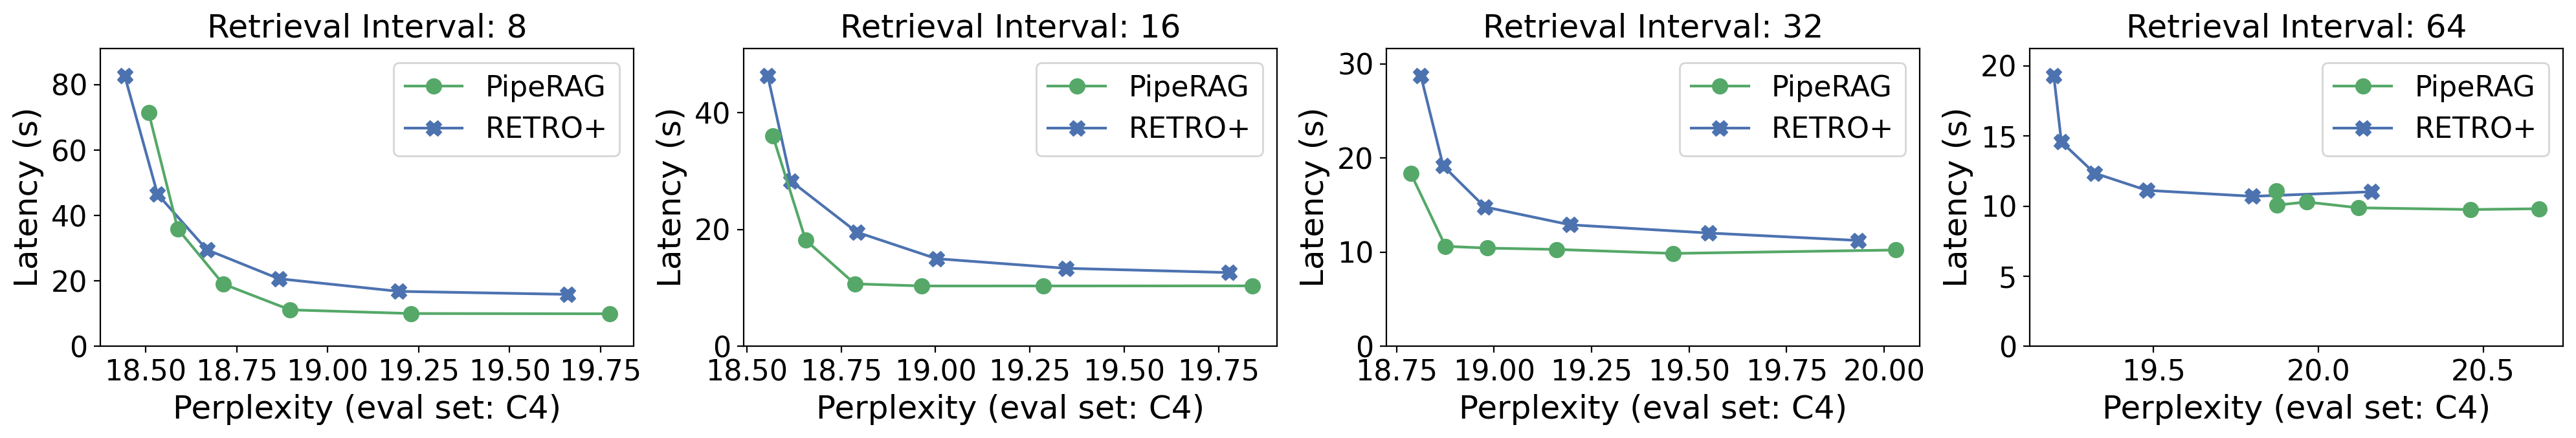 Retrieval Interval: 8
PipeRAG
RETRO+
80
60
40
20
0
Latency (s)
18.50 18.75 19.00 19.25 19.50 19.75
Perplexity (eval set: C4)
Retrieval Interval: 16
PipeRAG
RETRO+
40
20
0
Latency (s)
18.50 18.75 19.00 19.25 19.50 19.75
Perplexity (eval set: C4)
Retrieval Interval: 32
PipeRAG
RETRO+
30
20
10
0
Latency (s)
18.75 19.00 19.25 19.50 19.75 20.00
Perplexity (eval set: C4)
Retrieval Interval: 64
PipeRAG
RETRO+
20
15
10
5
0
Latency (s)
19.5 20.0 20.5
Perplexity (eval set: C4)